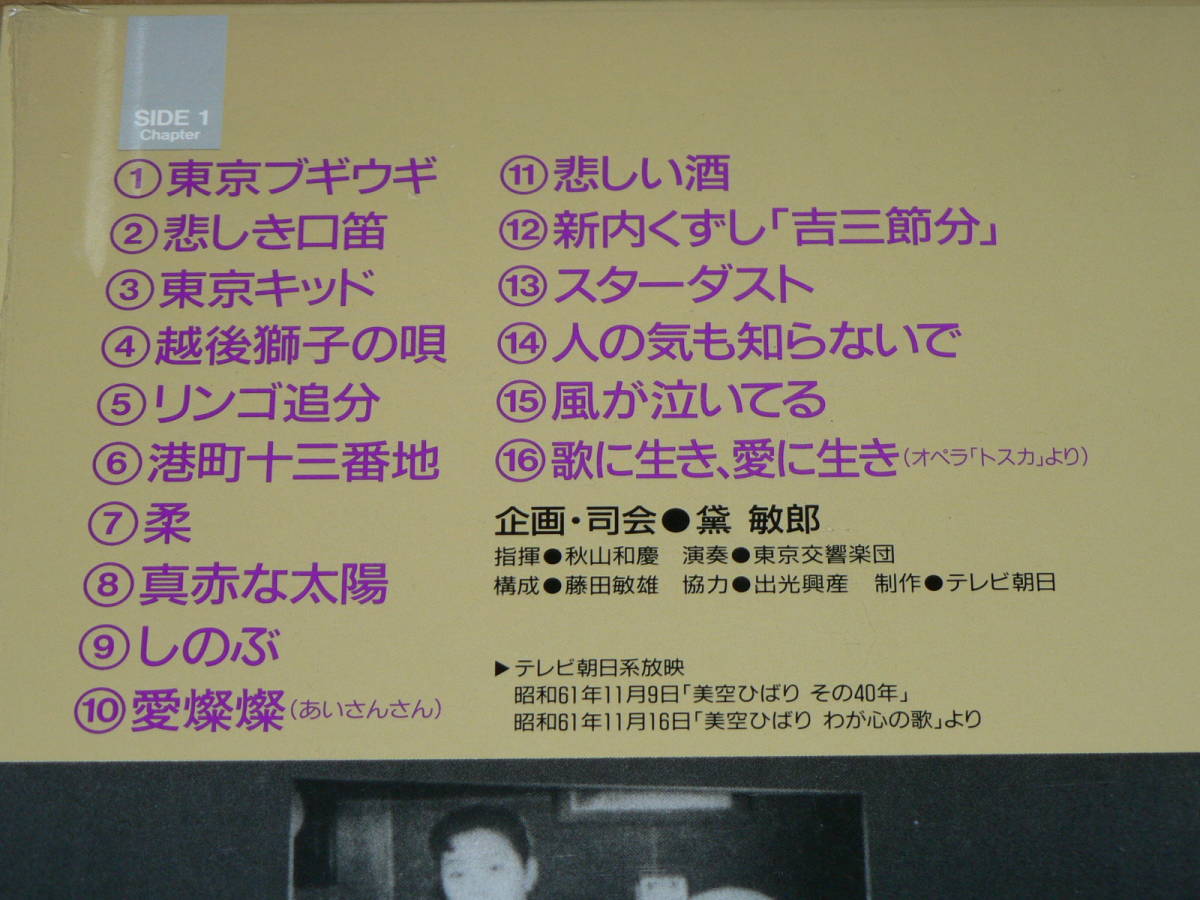 SIDE 1
Chapter
①東京ブギウギ
②悲しき口笛
③東京キッド
④越後獅子の唄
⑤リンゴ追分
⑥港町十三番地
⑦柔
⑧真赤な太陽
⑨しのぶ
⑩愛燦燦(あいさんさん)
⑪悲しい酒
⑫新内くずし「吉三節分」
⑬スターダスト
⑭人の気も知らないで
⑮風が泣いてる
⑯歌に生き、愛に生き(オペラ「トスカ」より)
企画・司会●黛 敏郎
指揮●秋山和慶 演奏●東京交響楽団
構成●藤田敏雄 協力●出光興産 制作●テレビ朝日
▶テレビ朝日系放映
昭和61年11月9日「美空ひばり その40年」
昭和61年11月16日「美空ひばり わが心の歌」より